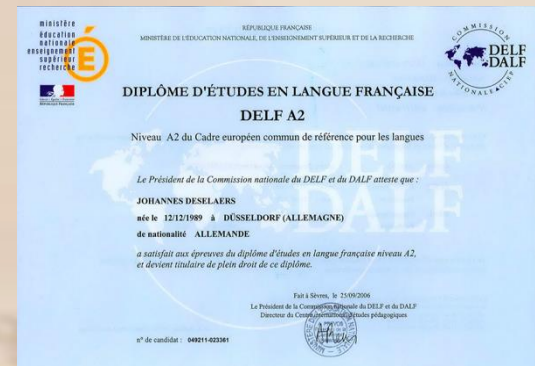 ministère
éducation
nationale
enseignement
supérieur
recherche
RÉPUBLIQUE FRANÇAISE
MINISTÈRE DE L'ÉDUCATION NATIONALE, DE L'ENSEIGNEMENT SUPÉRIEUR ET DE LA RECHERCHE
COMMISSION NATIONALE
DELF
DALF
DIPLÔME D'ÉTUDES EN LANGUE FRANÇAISE
DELF A2
Niveau A2 du Cadre européen commun de référence pour les langues
Le Président de la Commission nationale du DELF et du DALF atteste que :
JOHANNES DESELAERS
née le 12/12/1989 à DÜSSELDORF (ALLEMAGNE)
de nationalité ALLEMANDE
a satisfait aux épreuves du diplôme d'études en langue française niveau A2,
et devient titulaire de plein droit de ce diplôme.
Fait à Sèvres, le 25/09/2006
Le Président de la Commission nationale du DELF et du DALF
Directeur du Centre international d'études pédagogiques
n° de candidat : 049211-023361
DELF
DALF